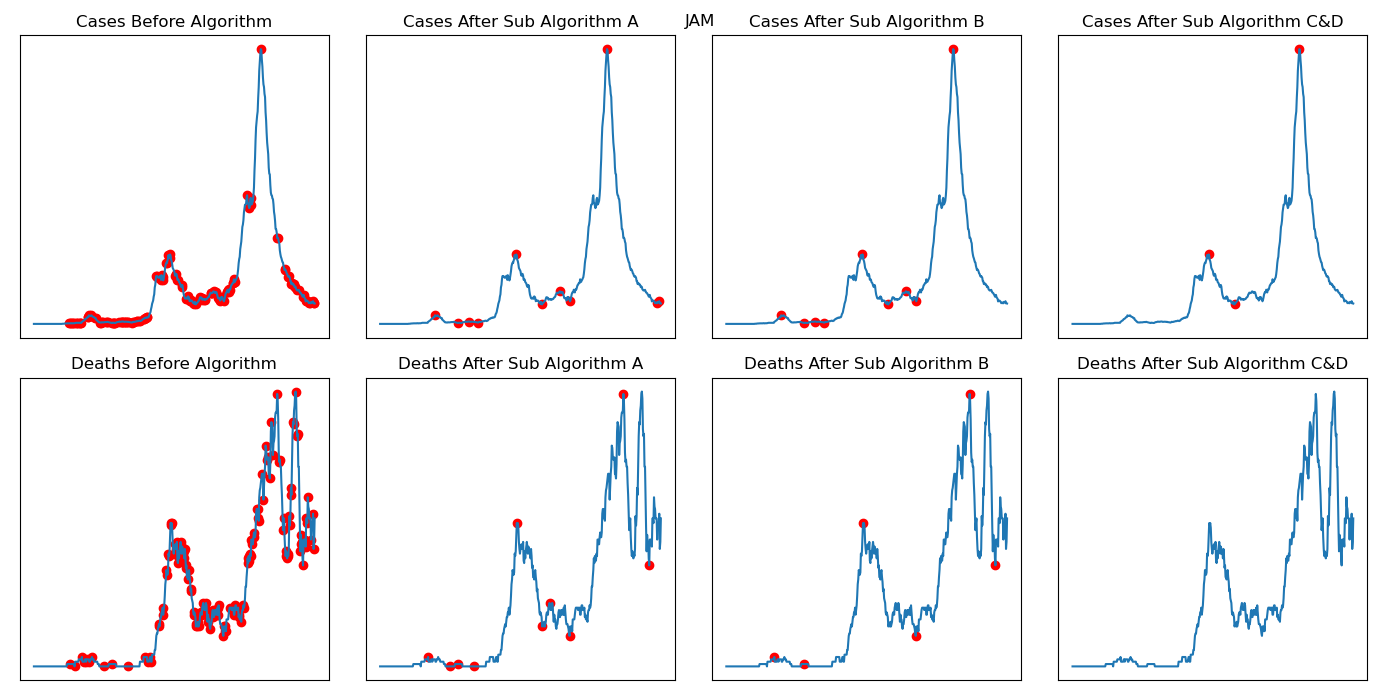 JAM
Cases Before Algorithm
Cases After Sub Algorithm A
Cases After Sub Algorithm B
Cases After Sub Algorithm C&D
Deaths Before Algorithm
Deaths After Sub Algorithm A
Deaths After Sub Algorithm B
Deaths After Sub Algorithm C&D